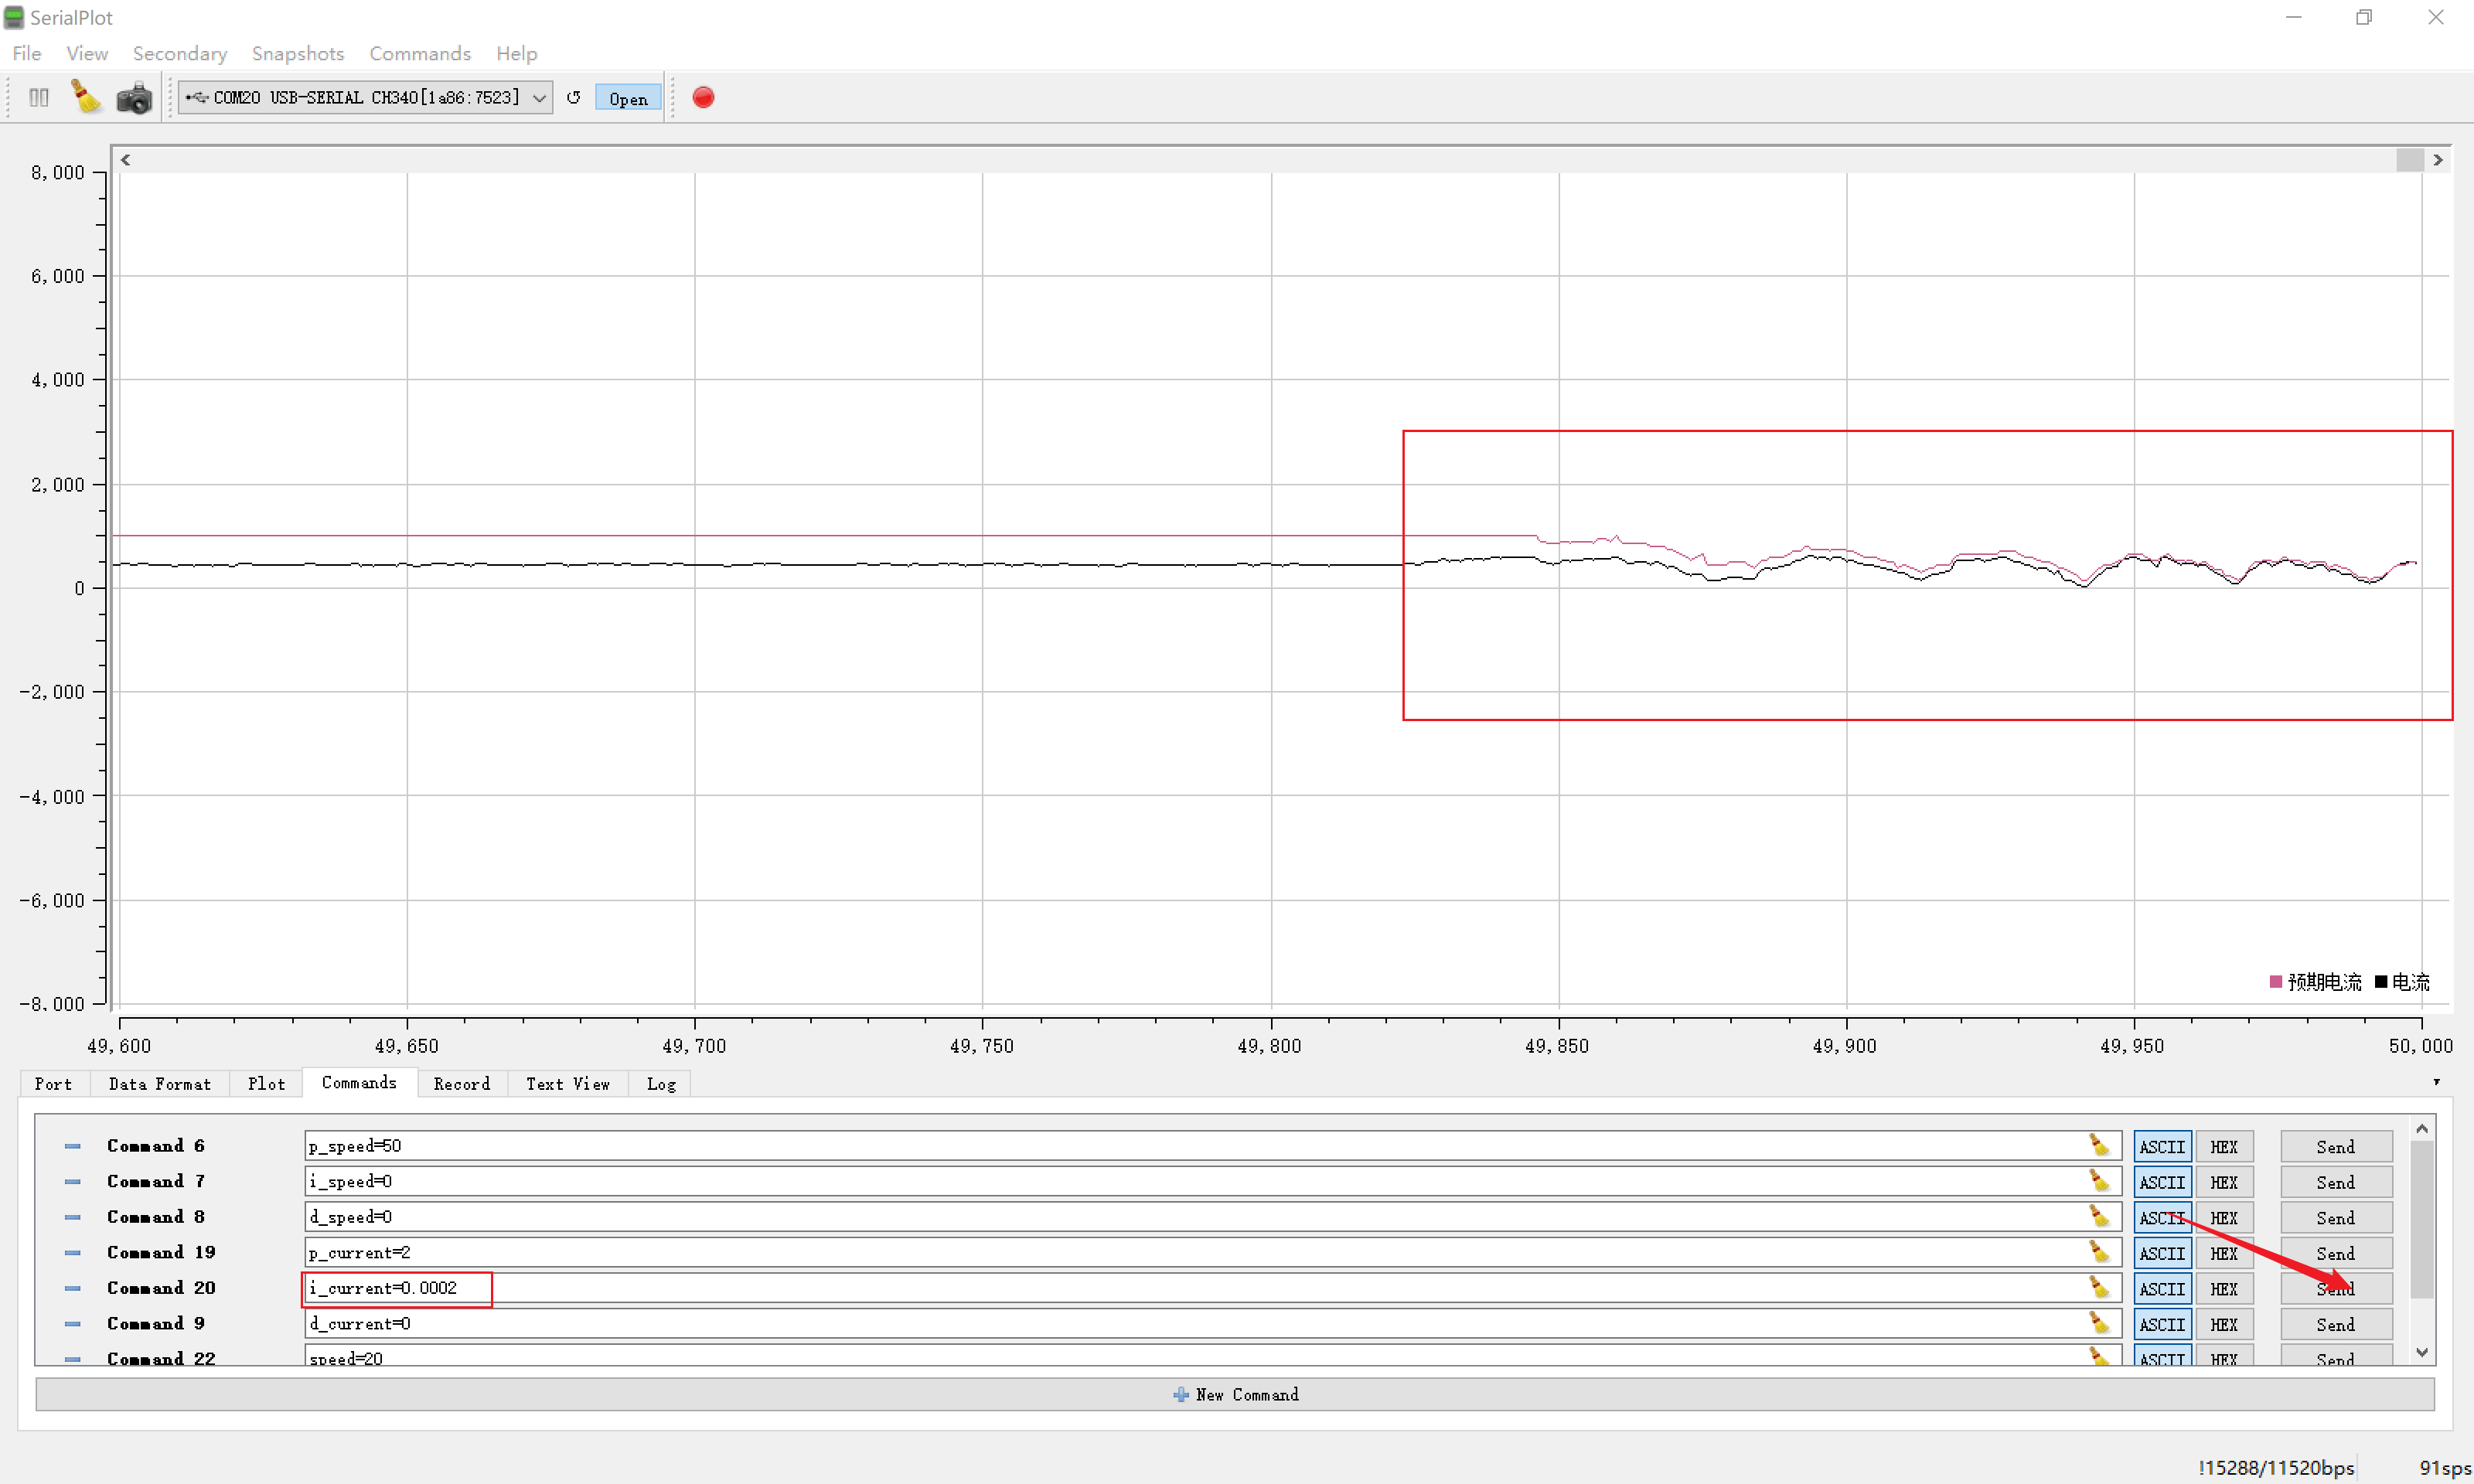 SerialPlot
File View Secondary Snapshots Commands Help
COM20 USB-SERIAL CH340[1a86:7523] Open
8,000
6,000
4,000
2,000
0
-2,000
-4,000
-6,000
-8,000
预期电流 电流
49,600 49,650 49,700 49,750 49,800 49,850 49,900 49,950 50,000
Port Data Format Plot Commands Record Text View Log
Command 6 p_speed=50 ASCII HEX Send
Command 7 i_speed=0 ASCII HEX Send
Command 8 d_speed=0 ASCII HEX Send
Command 19 p_current=2 ASCII HEX Send
Command 20 i_current=0.0002 ASCII HEX Send
Command 9 d_current=0 ASCII HEX Send
Command 22 speed=20 ASCII HEX Send
New Command
!15288/11520bps 91sps